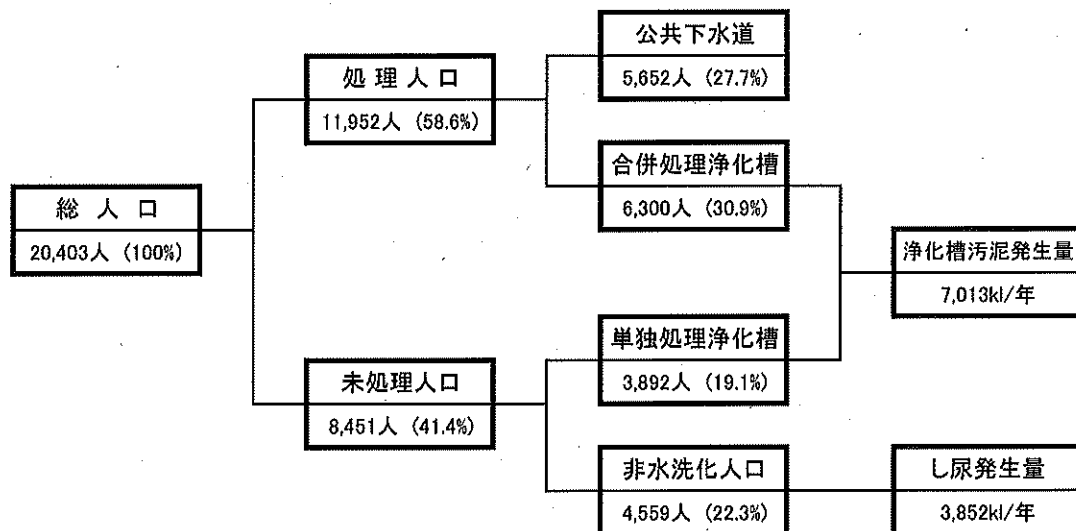 公共下水道
5,652人 (27.7%)
処理人口
11,952人 (58.6%)
合併処理浄化槽
6,300人 (30.9%)
総人口
20,403人 (100%)
浄化槽汚泥発生量
7,013kl/年
単独処理浄化槽
3,892人 (19.1%)
未処理人口
8,451人 (41.4%)
非水洗化人口
4,559人 (22.3%)
し尿発生量
3,852kl/年